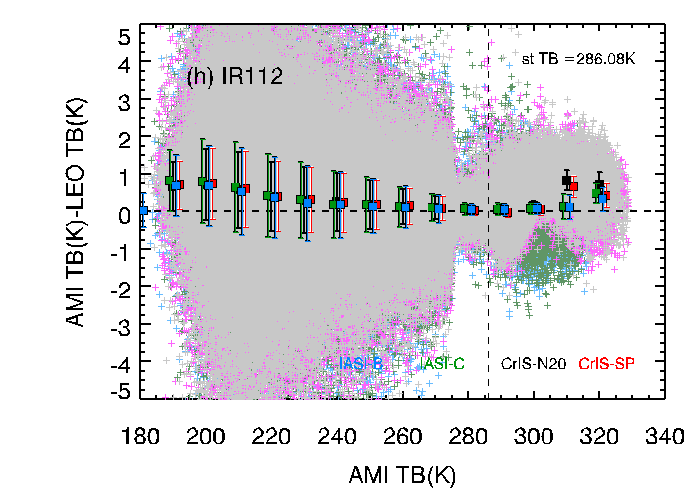 5
4
3
2
1
0
-1
-2
-3
-4
-5
AMI TB(K)-LEO TB(K)
(h) IR112
st TB =286.08K
IASI-B ASI-C CrIS-N20 CrIS-SP
180 200 220 240 260 280 300 320 340
AMI TB(K)